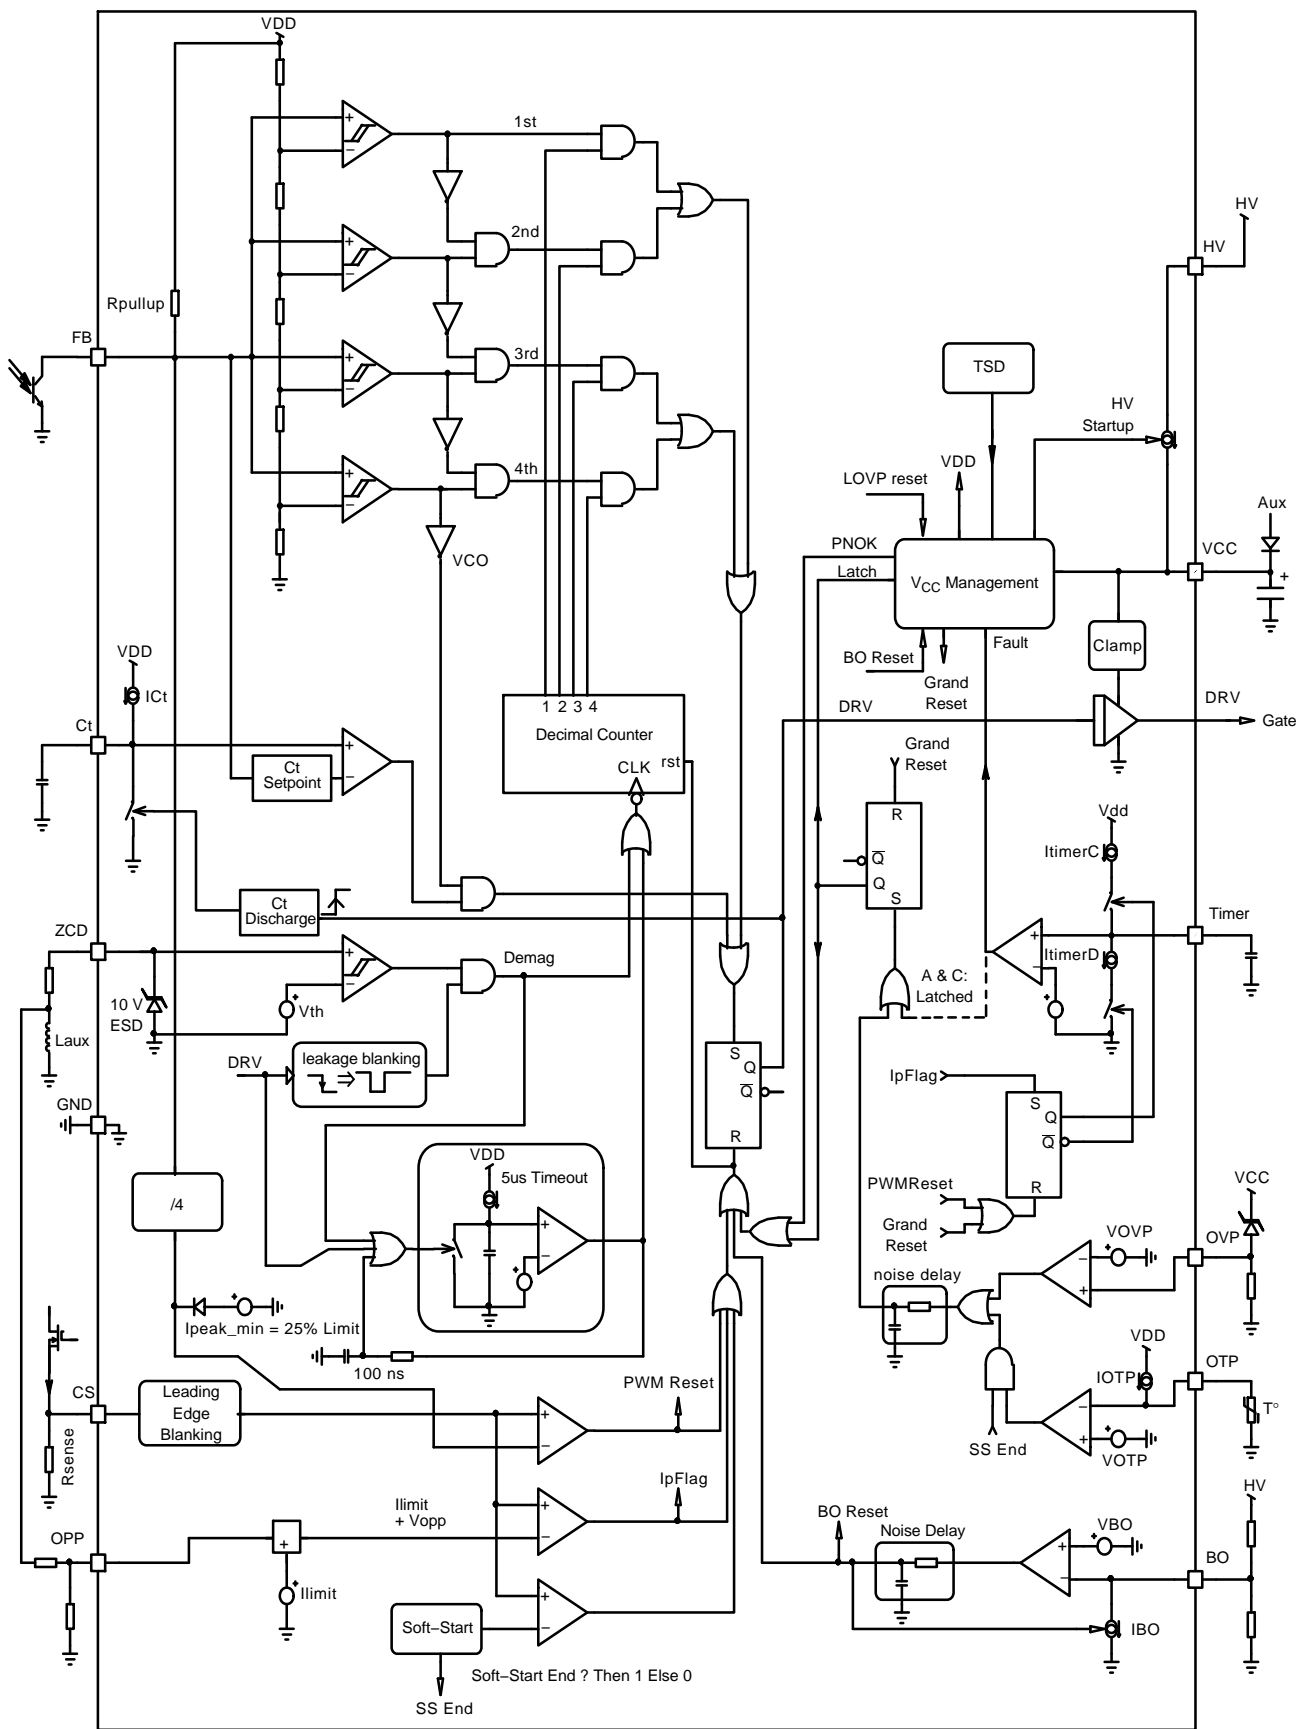 VDD
1st
HV
2nd
HV
Rpullup
FB
3rd
TSD
HV
Startup
4th
VDD
LOVP reset
Aux
VCO
PNOK
VCC
Latch
VCC Management
+
Fault
Clamp
VDD
BO Reset
Grand
Reset
ICt
1 2 3 4
DRV
DRV
Gate
Ct
Decimal Counter
Grand
Reset
rst
CLK
Ct
Setpoint
R
Vdd
Q
ItimerC
Q
S
Ct
Discharge
Timer
ZCD
Demag
ItimerD
A & C:
Latched
10 V
ESD
Vth
Laux
DRV
leakage blanking
S
Q
Q
R
IpFlag
S
Q
Q
R
GND
VDD
5us Timeout
VCC
/4
PWMReset
Grand
Reset
VOVP
OVP
noise delay
Ipeak_min = 25% Limit
VDD
100 ns
OTP
IOTP
PWM Reset
CS
Leading
Edge
Blanking
T°
SS End
VOTP
Rsense
IpFlag
HV
Ilimit
+ Vopp
BO Reset
OPP
Noise Delay
VBO
BO
+
Ilimit
Soft–Start
IBO
Soft–Start End ? Then 1 Else 0
SS End